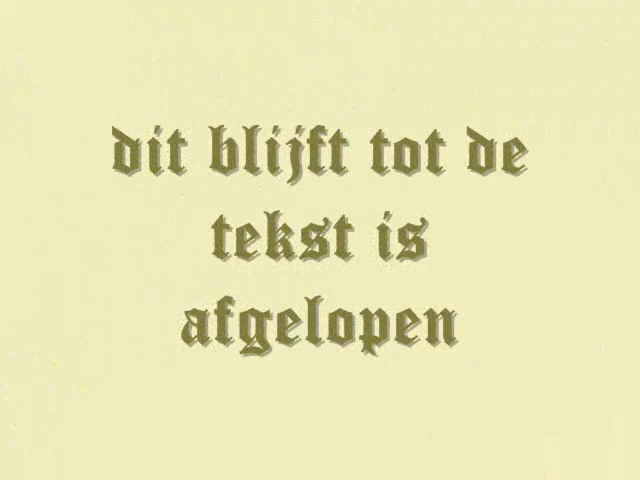 dit blijft tot de
tekst is
afgelopen